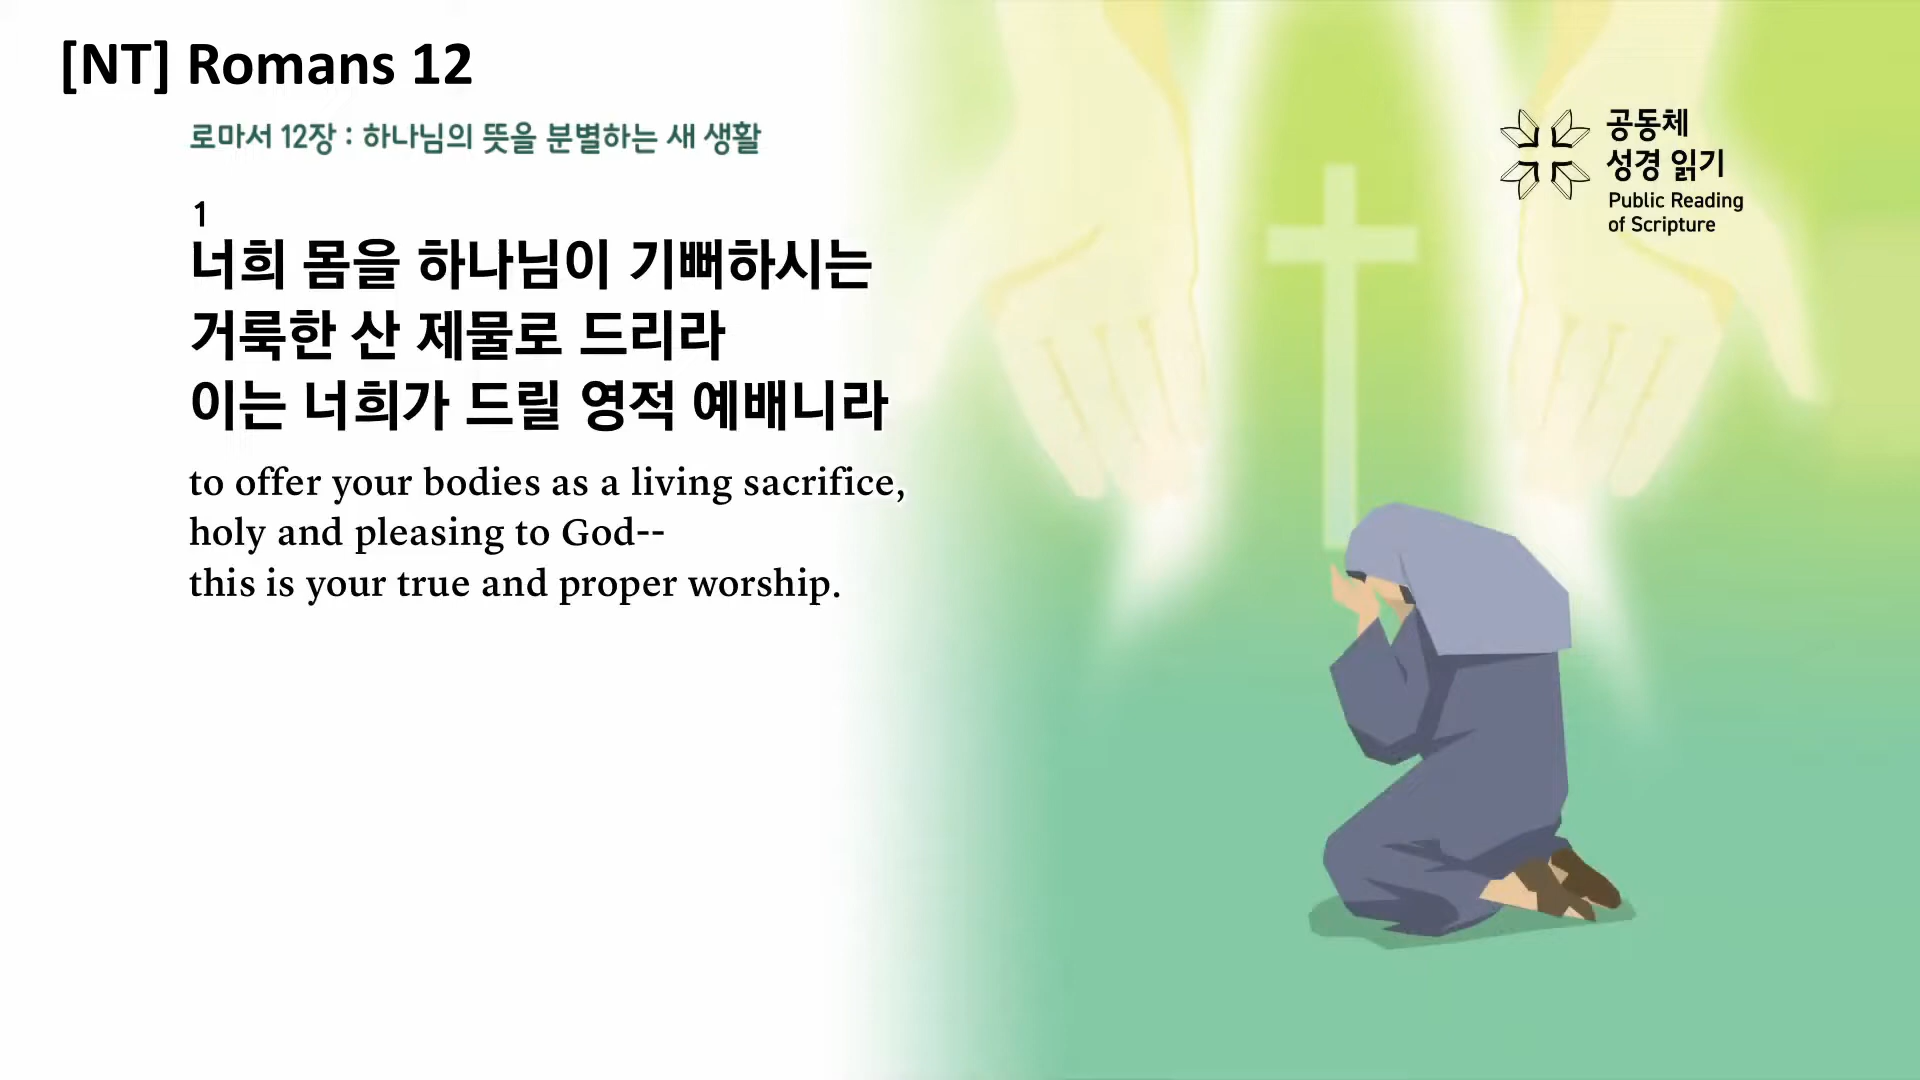 [NT] Romans 12
로마서 12장 : 하나님의 뜻을 분별하는 새 생활
1
너희 몸을 하나님이 기뻐하시는
거룩한 산 제물로 드리라
이는 너희가 드릴 영적 예배니라
to offer your bodies as a living sacrifice,
holy and pleasing to God--
this is your true and proper worship.
공동체
성경 읽기
Public Reading
of Scripture